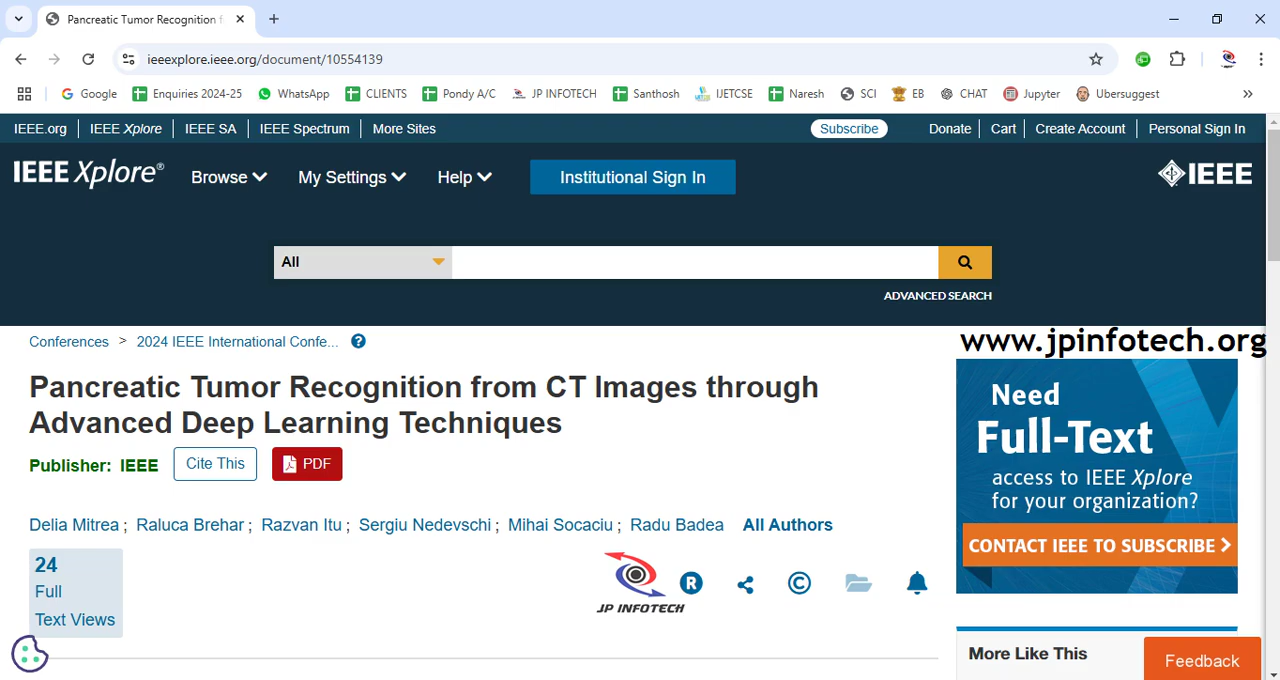 Pancreatic Tumor Recognition f
ieeexplore.ieee.org/document/10554139
Google Enquiries 2024-25 WhatsApp CLIENTS Pondy A/C JP INFOTECH Santhosh IJETCSE Naresh SCI EB CHAT Jupyter Ubersuggest
IEEE.org IEEE Xplore IEEE SA IEEE Spectrum More Sites Subscribe Donate Cart Create Account Personal Sign In
IEEE Xplore® Browse My Settings Help Institutional Sign In IEEE
All
ADVANCED SEARCH
Conferences > 2024 IEEE International Confe... ?
www.jpinfotech.org
Pancreatic Tumor Recognition from CT Images through
Advanced Deep Learning Techniques
Publisher: IEEE Cite This PDF
Delia Mitrea ; Raluca Brehar ; Razvan Itu ; Sergiu Nedevschi ; Mihai Socaciu ; Radu Badea All Authors
24
Full
Text Views
JP INFOTECH
R ©
Need
Full-Text
access to IEEE Xplore
for your organization?
CONTACT IEEE TO SUBSCRIBE >
More Like This
Feedback